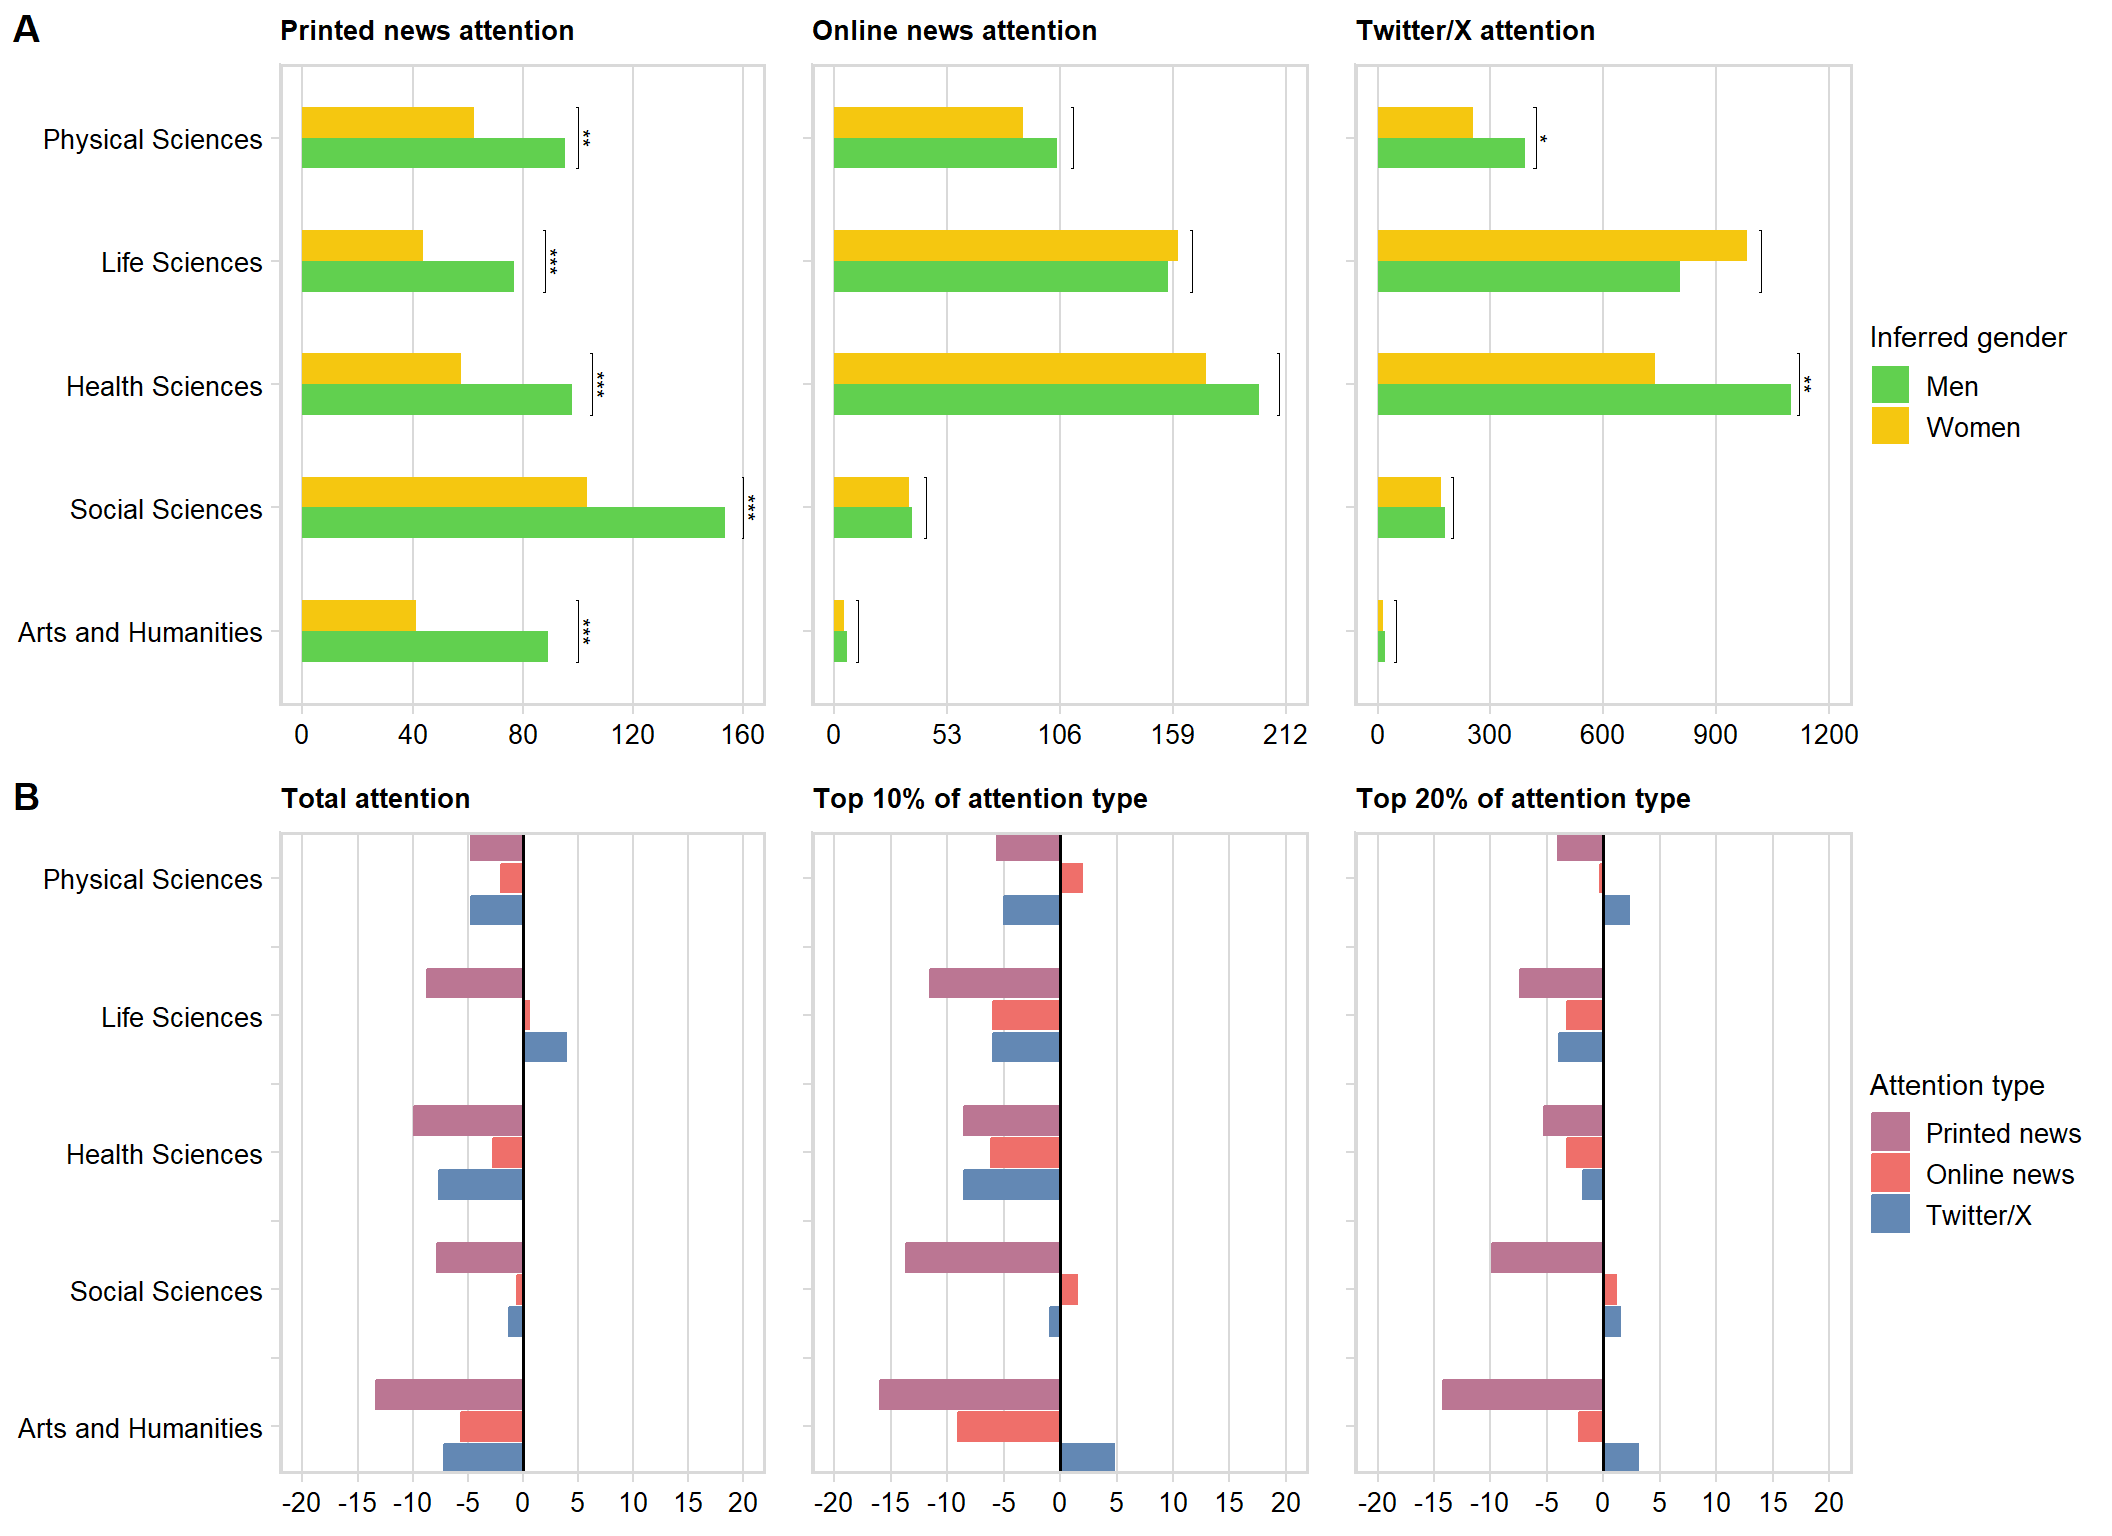 A
Printed news attention
Online news attention
Twitter/X attention
Physical Sciences
**
*
Life Sciences
***
Health Sciences
***
**
Social Sciences
***
Arts and Humanities
***
0 40 80 120 160
0 53 106 159 212
0 300 600 900 1200
Inferred gender
Men
Women
B
Total attention
Top 10% of attention type
Top 20% of attention type
Physical Sciences
Life Sciences
Health Sciences
Social Sciences
Arts and Humanities
-20 -15 -10 -5 0 5 10 15 20
-20 -15 -10 -5 0 5 10 15 20
-20 -15 -10 -5 0 5 10 15 20
Attention type
Printed news
Online news
Twitter/X